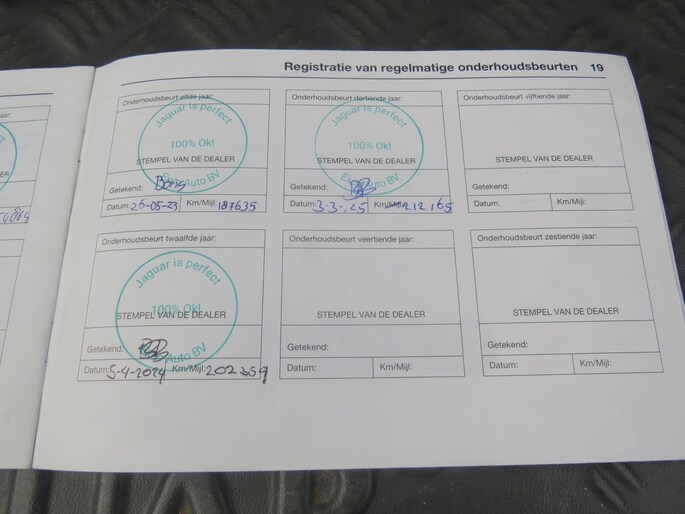 Registratie van regelmatige onderhoudsbeurten 19
Onderhoudsbeurt elfde jaar:
Jaguar is perfect
100% Ok!
STEMPEL VAN DE DEALER
Auto BV
Getekend:
Datum: 26-05-23 Km/Mijl: 187635
Onderhoudsbeurt dertiende jaar:
Jaguar is perfect
100% Ok!
STEMPEL VAN DE DEALER
Auto BV
Getekend:
Datum: 3-3-25 Km/Mijl: 212165
Onderhoudsbeurt vijftiende jaar:
STEMPEL VAN DE DEALER
Getekend:
Datum: Km/Mijl:
Onderhoudsbeurt twaalfde jaar:
Jaguar is perfect
100% Ok!
STEMPEL VAN DE DEALER
Auto BV
Getekend:
Datum: 5-4-2024 Km/Mijl: 202359
Onderhoudsbeurt veertiende jaar:
STEMPEL VAN DE DEALER
Getekend:
Datum: Km/Mijl:
Onderhoudsbeurt zestiende jaar:
STEMPEL VAN DE DEALER
Getekend:
Datum: Km/Mijl: